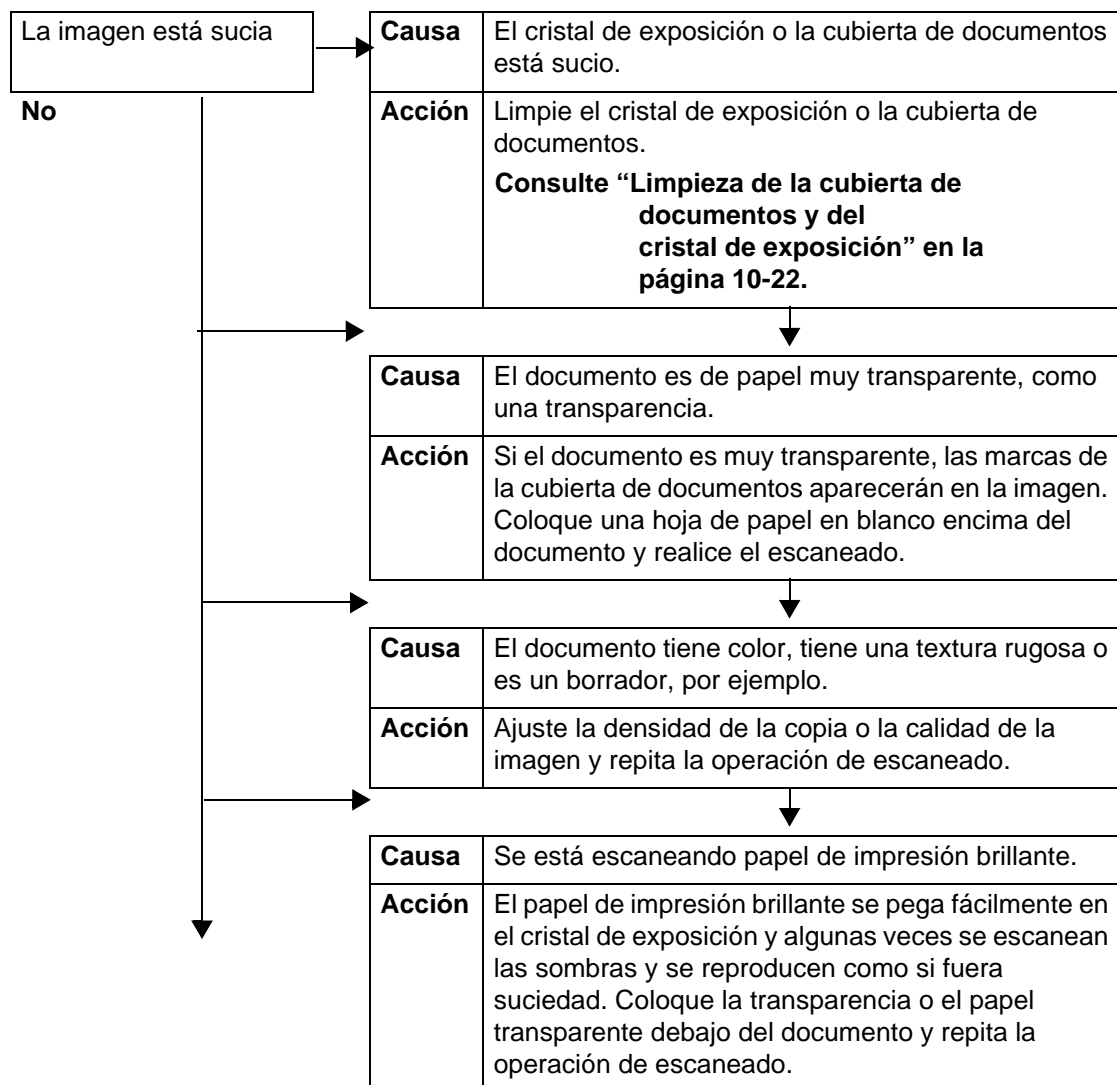 La imagen está sucia
Causa
El cristal de exposición o la cubierta de documentos
está sucio.
No
Acción
Limpie el cristal de exposición o la cubierta de
documentos.
Consulte “Limpieza de la cubierta de
documentos y del
cristal de exposición” en la
página 10-22.
Causa
El documento es de papel muy transparente, como
una transparencia.
Acción
Si el documento es muy transparente, las marcas de
la cubierta de documentos aparecerán en la imagen.
Coloque una hoja de papel en blanco encima del
documento y realice el escaneado.
Causa
El documento tiene color, tiene una textura rugosa o
es un borrador, por ejemplo.
Acción
Ajuste la densidad de la copia o la calidad de la
imagen y repita la operación de escaneado.
Causa
Se está escaneando papel de impresión brillante.
Acción
El papel de impresión brillante se pega fácilmente en
el cristal de exposición y algunas veces se escanean
las sombras y se reproducen como si fuera
suciedad. Coloque la transparencia o el papel
transparente debajo del documento y repita la
operación de escaneado.